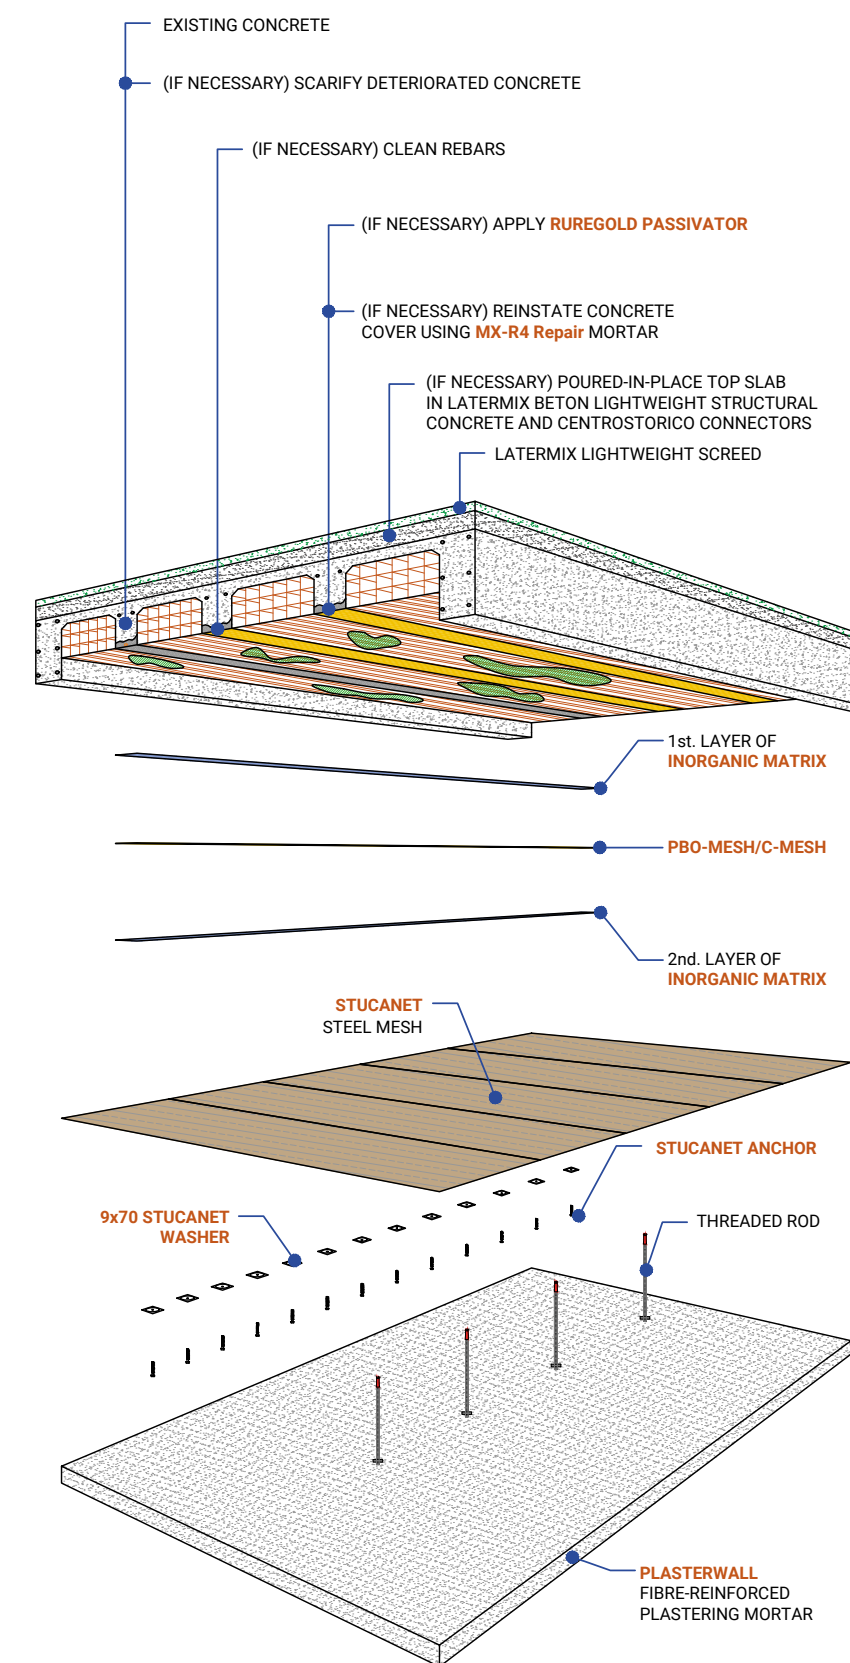 EXISTING CONCRETE
(IF NECESSARY) SCARIFY DETERIORATED CONCRETE
(IF NECESSARY) CLEAN REBARS
(IF NECESSARY) APPLY RUREGOLD PASSIVATOR
(IF NECESSARY) REINSTATE CONCRETE
COVER USING MX-R4 Repair MORTAR
(IF NECESSARY) POURED-IN-PLACE TOP SLAB
IN LATERMIX BETON LIGHTWEIGHT STRUCTURAL
CONCRETE AND CENTROSTORICO CONNECTORS
LATERMIX LIGHTWEIGHT SCREED
1st. LAYER OF
INORGANIC MATRIX
PBO-MESH/C-MESH
2nd. LAYER OF
INORGANIC MATRIX
STUCANET
STEEL MESH
STUCANET ANCHOR
9x70 STUCANET
WASHER
THREADED ROD
PLASTERWALL
FIBRE-REINFORCED
PLASTERING MORTAR